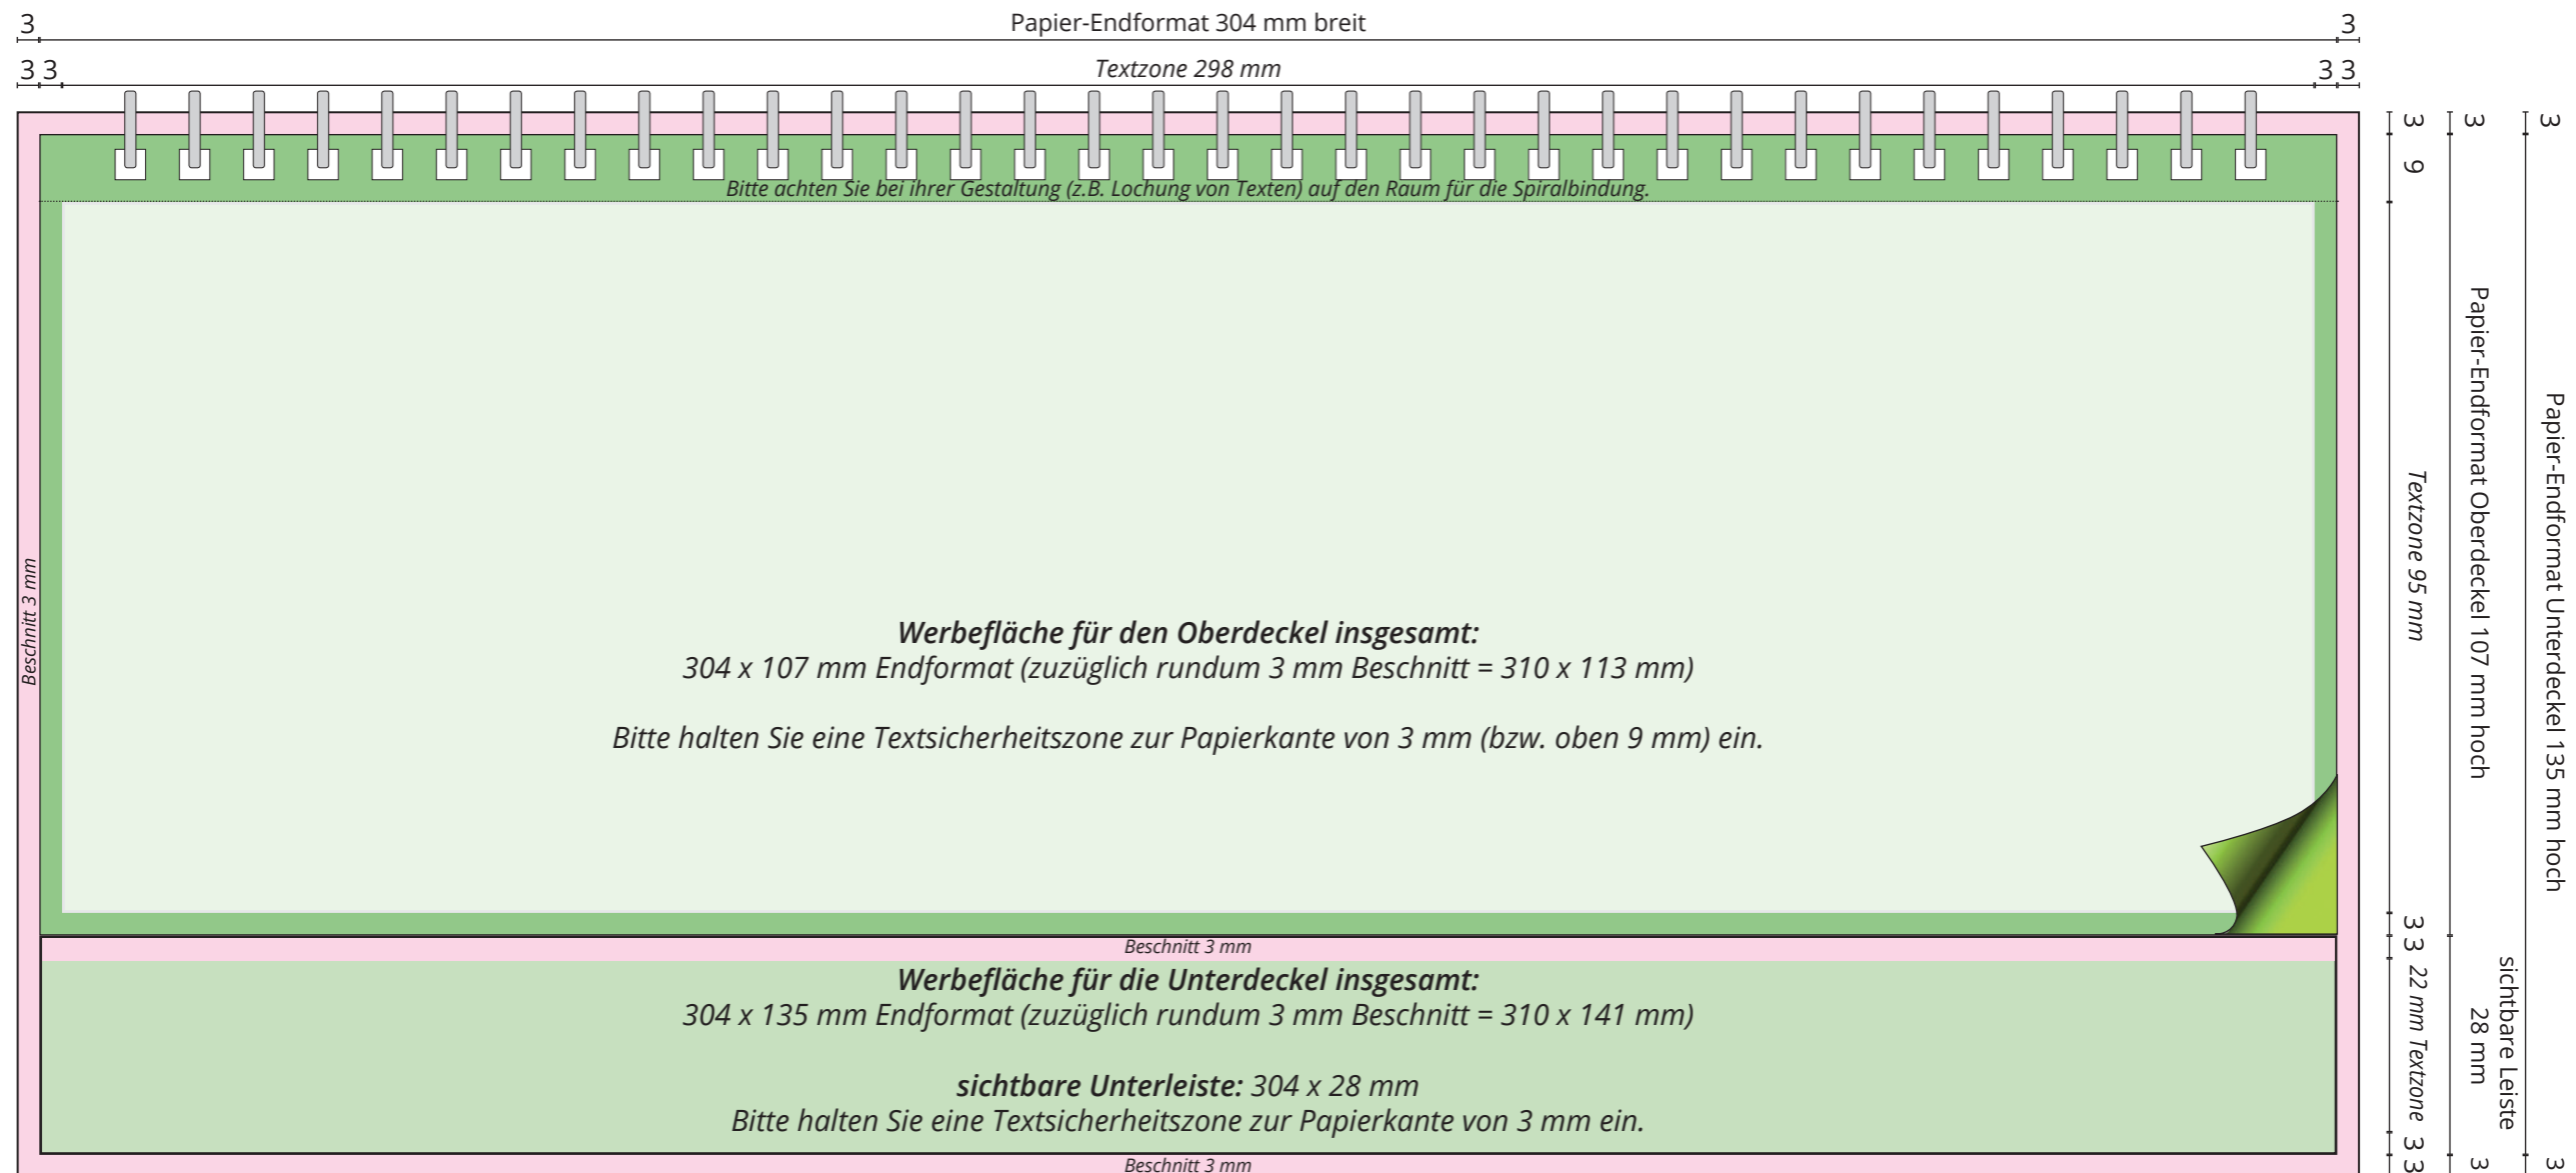 3 Papier-Endformat 304 mm breit 3
3 3 Textzone 298 mm 3 3
Bitte achten Sie bei ihrer Gestaltung (z.B. Lochung von Texten) auf den Raum für die Spiralbindung.
Beschnitt 3 mm
Werbefläche für den Oberdeckel insgesamt:
304 x 107 mm Endformat (zuzüglich rundum 3 mm Beschnitt = 310 x 113 mm)
Bitte halten Sie eine Textsicherheitszone zur Papierkante von 3 mm (bzw. oben 9 mm) ein.
Beschnitt 3 mm
Werbefläche für die Unterdeckel insgesamt:
304 x 135 mm Endformat (zuzüglich rundum 3 mm Beschnitt = 310 x 141 mm)
sichtbare Unterleiste: 304 x 28 mm
Bitte halten Sie eine Textsicherheitszone zur Papierkante von 3 mm ein.
Beschnitt 3 mm
3 9 Textzone 95 mm 3 3 22 mm Textzone 3 3
3 Papier-Endformat Oberdeckel 107 mm hoch
sichtbare Leiste
28 mm
3
3 Papier-Endformat Unterdeckel 135 mm hoch 3